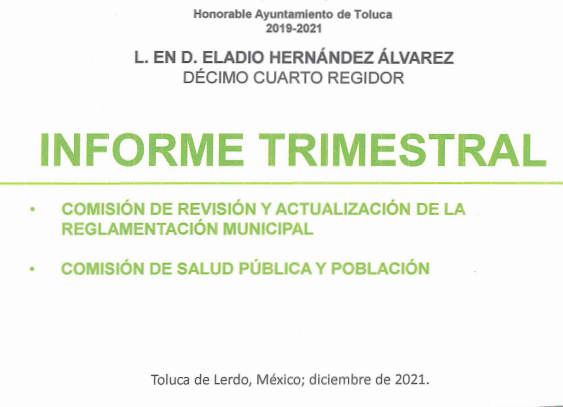 Honorable Ayuntamiento de Toluca
2019-2021
L. EN D. ELADIO HERNÁNDEZ ÁLVAREZ
DÉCIMO CUARTO REGIDOR
INFORME TRIMESTRAL
• COMISIÓN DE REVISIÓN Y ACTUALIZACIÓN DE LA
REGLAMENTACIÓN MUNICIPAL
• COMISIÓN DE SALUD PÚBLICA Y POBLACIÓN
Toluca de Lerdo, México; diciembre de 2021.